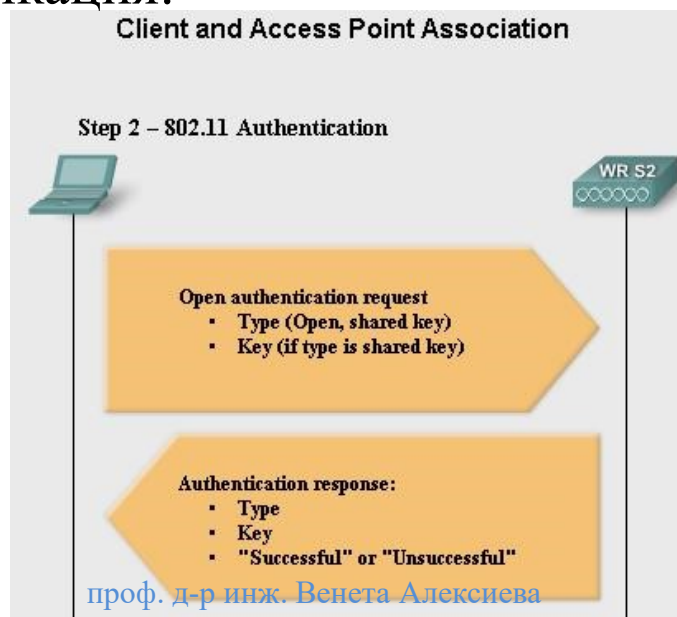 Client and Access Point Association
Step 2 – 802.11 Authentication
WR S2
Open authentication request
▪ Type (Open, shared key)
▪ Key (if type is shared key)
Authentication response:
▪ Type
▪ Key
▪ "Successful" or "Unsuccessful"
проф. д-р инж. Венета Алексиева